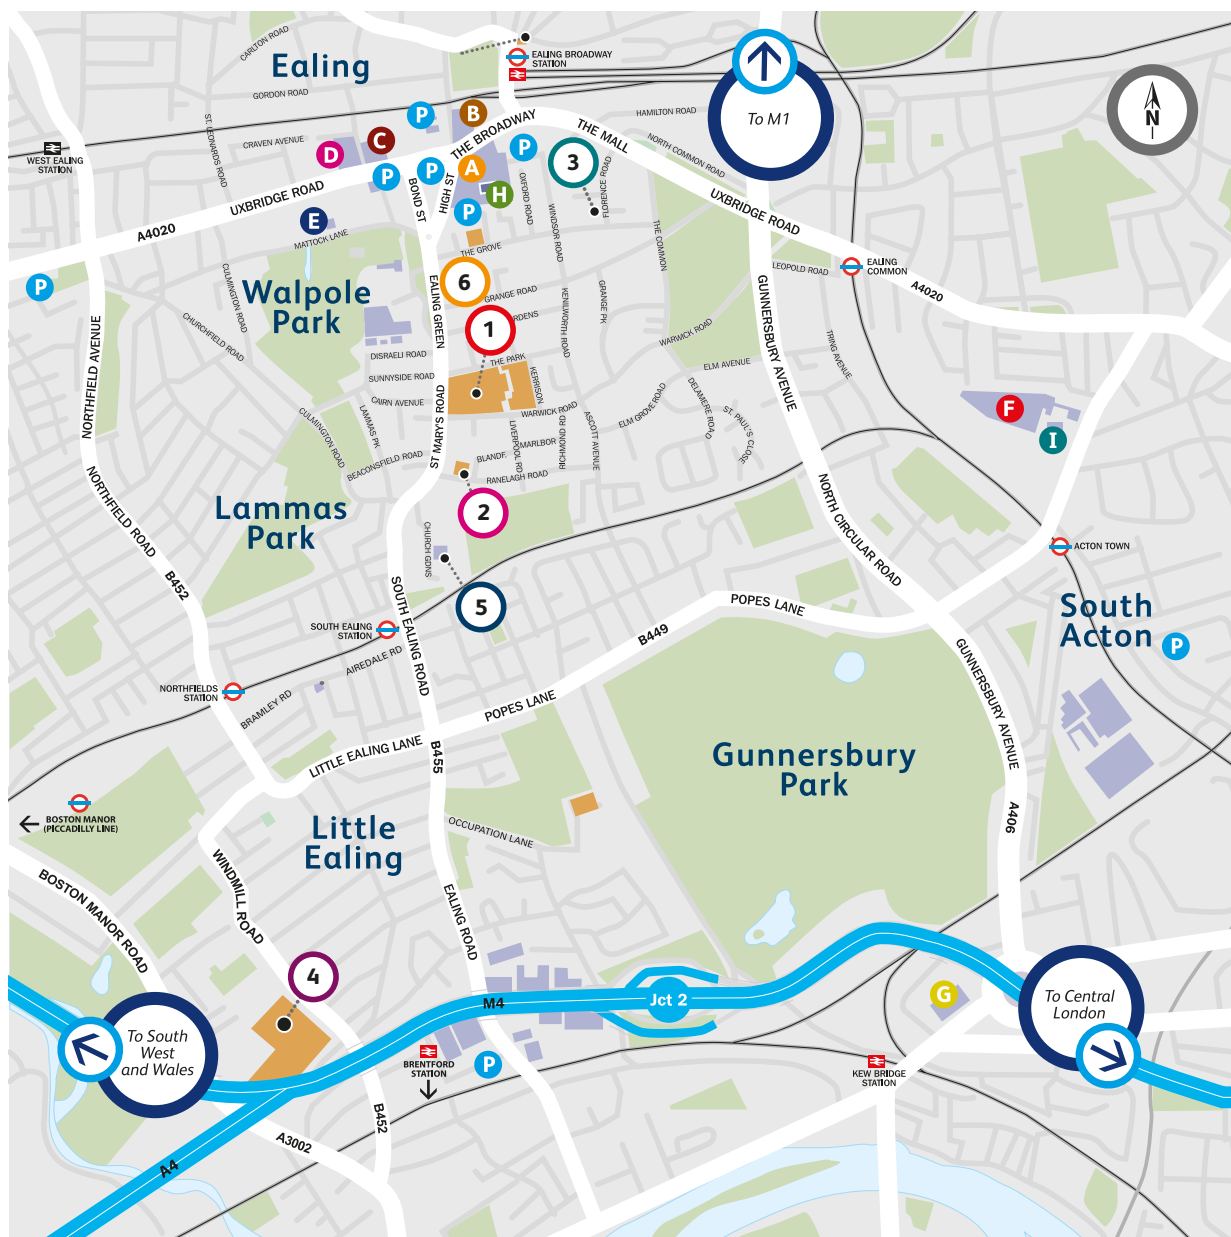 CARLTON ROAD
Ealing
EALING BROADWAY
STATION
GORDON ROAD
To M1
N
ST. LEONARDS ROAD
CRAVEN AVENUE
HAMILTON ROAD
NORTH COMMON ROAD
WEST EALING
STATION
P
B
C
D
THE BROADWAY
THE MALL
P
3
A
P
P
H
FLORENCE ROAD
OXFORD ROAD
UXBRIDGE ROAD
BOND ST
HIGH ST
P
WINDSOR ROAD
UXBRIDGE ROAD
A4020
E
MATTOCK LANE
THE GROVE
THE COMMON
P
CULMINGTON ROAD
LEOPOLD ROAD
EALING
COMMON
A4020
Walpole
Park
EALING GREEN
6
GRANGE ROAD
KENILWORTH ROAD
GRANGE PK
GUNNERSBURY AVENUE
1
RDENS
CHURCHFIELD ROAD
WARWICK ROAD
TRING AVENUE
NORTHFIELD AVENUE
DISRAELI ROAD
THE PARK
ELM AVENUE
SUNNYSIDE ROAD
KERRISON
CAIRN AVENUE
ST MARY'S ROAD
WARWICK ROAD
ELM GROVE ROAD
DELAMERE ROAD
ST. PAUL'S CLOSE
F
I
CULMINGTON ROAD
LAMMAS PK
LIVERPOOL RD
MARLBOR
RICHMOND RD
ASCOTT AVENUE
BEACONSFIELD ROAD
BLANDF.
RANELAGH ROAD
NORTHFIELD ROAD
Lammas
Park
2
NORTH CIRCULAR ROAD
CHURCH GDNS
ACTON TOWN
B452
5
SOUTH EALING ROAD
POPES LANE
B449
South
Acton
P
SOUTH EALING
STATION
AIREDALE RD
GUNNERSBURY AVENUE
NORTHFIELDS
STATION
BRAMLEY RD
POPES LANE
LITTLE EALING LANE
B455
Gunnersbury
Park
A406
BOSTON MANOR
(PICCADILLY LINE)
Little
Ealing
OCCUPATION LANE
WINDMILL ROAD
BOSTON MANOR ROAD
EALING ROAD
4
M4
Jct 2
G
To Central
London
To South
West
and Wales
BRENTFORD
STATION
P
KEW BRIDGE
STATION
B452
A3002
A4